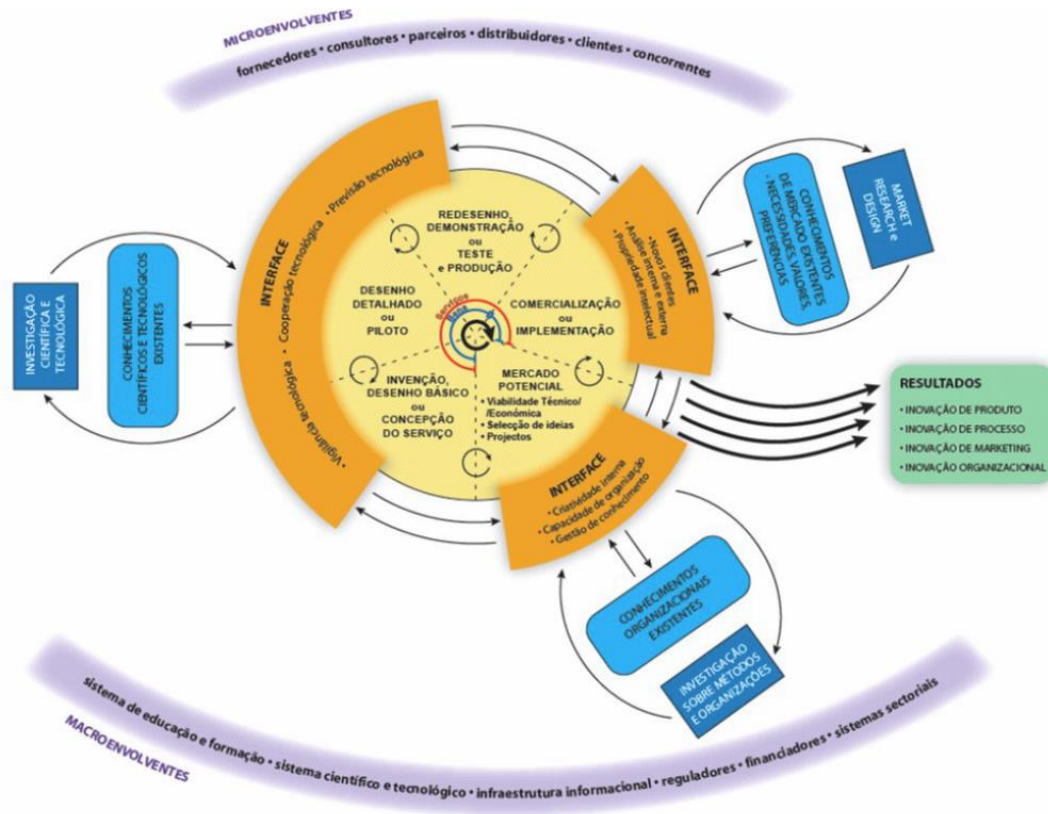 MICROENVOLVENTES
fornecedores • consultores • parceiros • distribuidores • clientes • concorrentes
INTERFACE
• Vigilância tecnológica • Cooperação tecnológica • Previsão tecnológica
INVESTIGAÇÃO
CIENTÍFICA E
TECNOLÓGICA
CONHECIMENTOS
CIENTÍFICOS E TECNOLÓGICOS
EXISTENTES
REDESENHO,
DEMONSTRAÇÃO
ou
TESTE
e PRODUÇÃO
DESENHO
DETALHADO
ou
PILOTO
Serviços
Bens
COMERCIALIZAÇÃO
ou
IMPLEMENTAÇÃO
INVENÇÃO,
DESENHO BÁSICO
ou
CONCEPÇÃO
DO SERVIÇO
MERCADO
POTENCIAL
• Viabilidade Técnico/
/Económica
• Selecção de ideias
• Projectos
INTERFACE
• Novos clientes
• Análise interna e externa
• Propriedade intelectual
CONHECIMENTOS
DE MERCADO EXISTENTES
- NECESSIDADES, VALORES,
PREFERÊNCIAS
MARKET
RESEARCH e
DESIGN
RESULTADOS
• INOVAÇÃO DE PRODUTO
• INOVAÇÃO DE PROCESSO
• INOVAÇÃO DE MARKETING
• INOVAÇÃO ORGANIZACIONAL
INTERFACE
• Criatividade interna
• Capacidade de organização
• Gestão de conhecimento
CONHECIMENTOS
ORGANIZACIONAIS
EXISTENTES
INVESTIGAÇÃO
SOBRE MÉTODOS
E ORGANIZAÇÕES
sistema de educação e formação • sistema científico e tecnológico • infraestrutura informacional • reguladores • financiadores • sistemas sectoriais
MACROENVOLVENTES